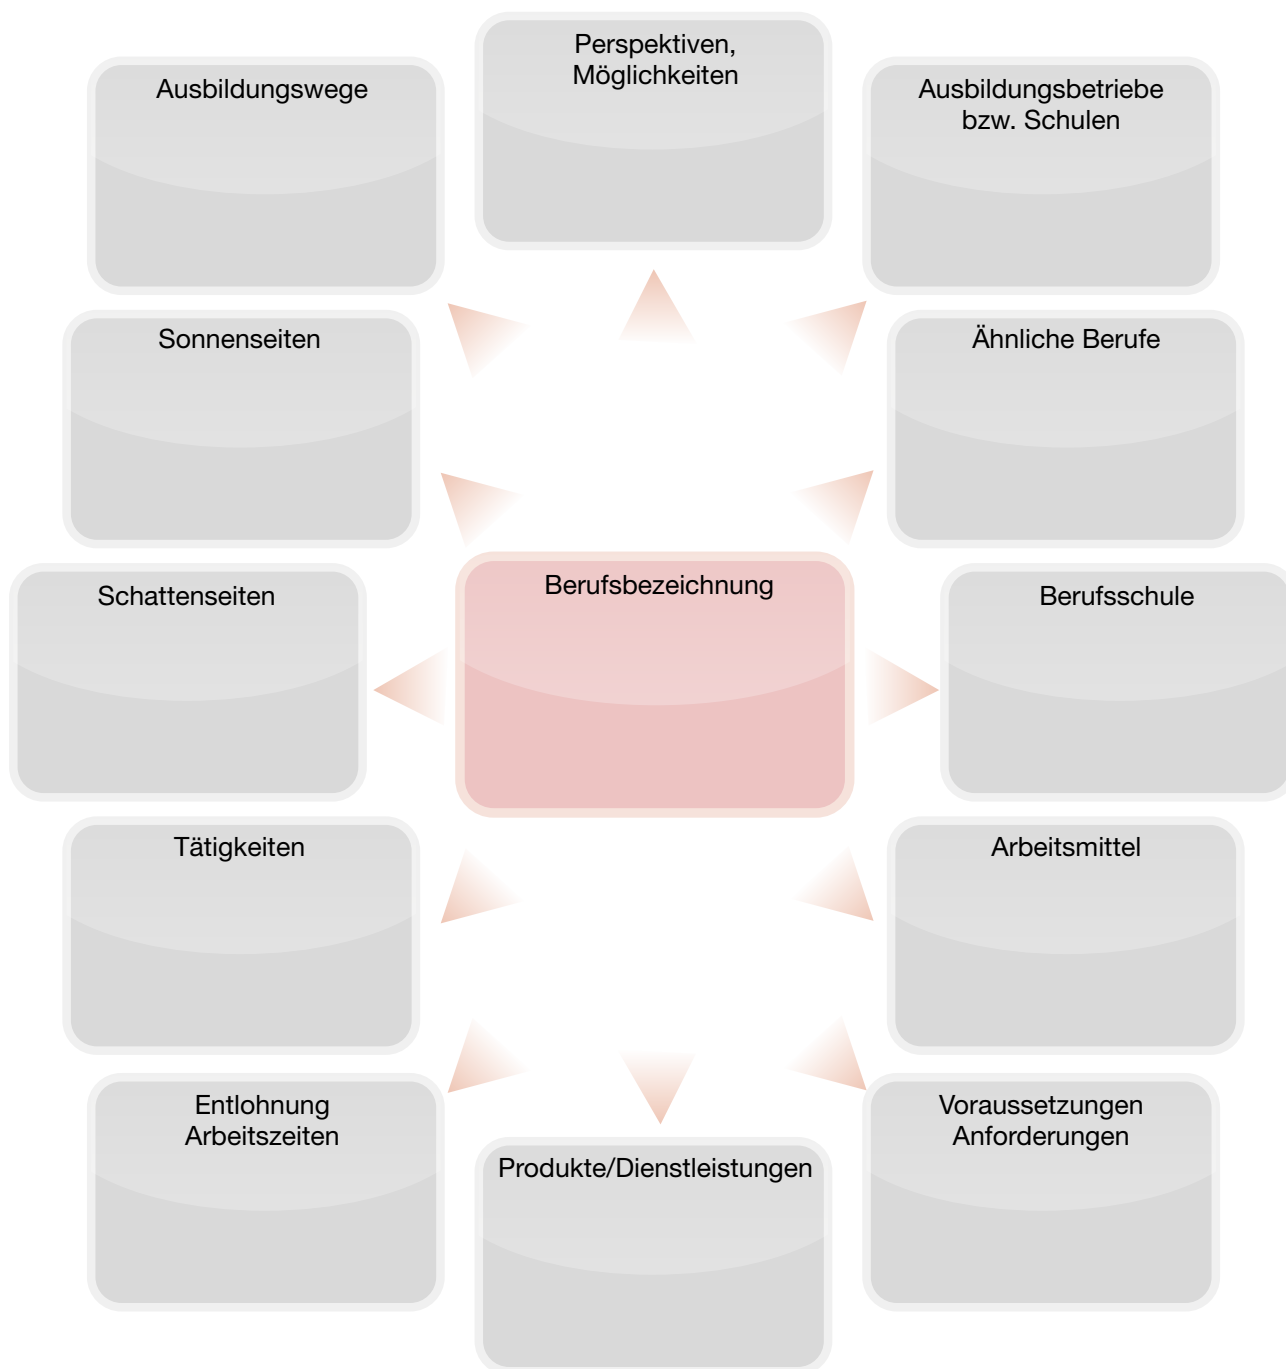 Perspektiven,
Möglichkeiten
Ausbildungswege
Ausbildungsbetriebe
bzw. Schulen
Sonnenseiten
Ähnliche Berufe
Berufsbezeichnung
Schattenseiten
Berufsschule
Tätigkeiten
Arbeitsmittel
Entlohnung
Arbeitszeiten
Voraussetzungen
Anforderungen
Produkte/Dienstleistungen